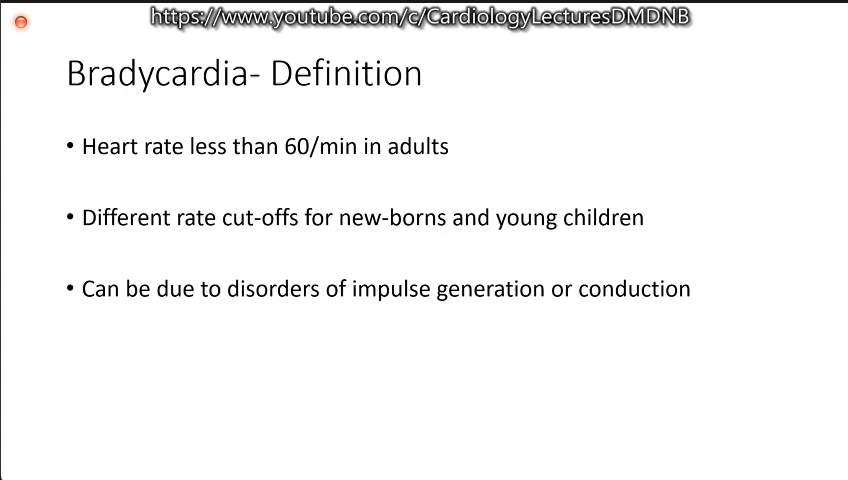 https://www.youtube.com/c/CardiologyLecturesDMDNB
Bradycardia- Definition
• Heart rate less than 60/min in adults
• Different rate cut-offs for new-borns and young children
• Can be due to disorders of impulse generation or conduction